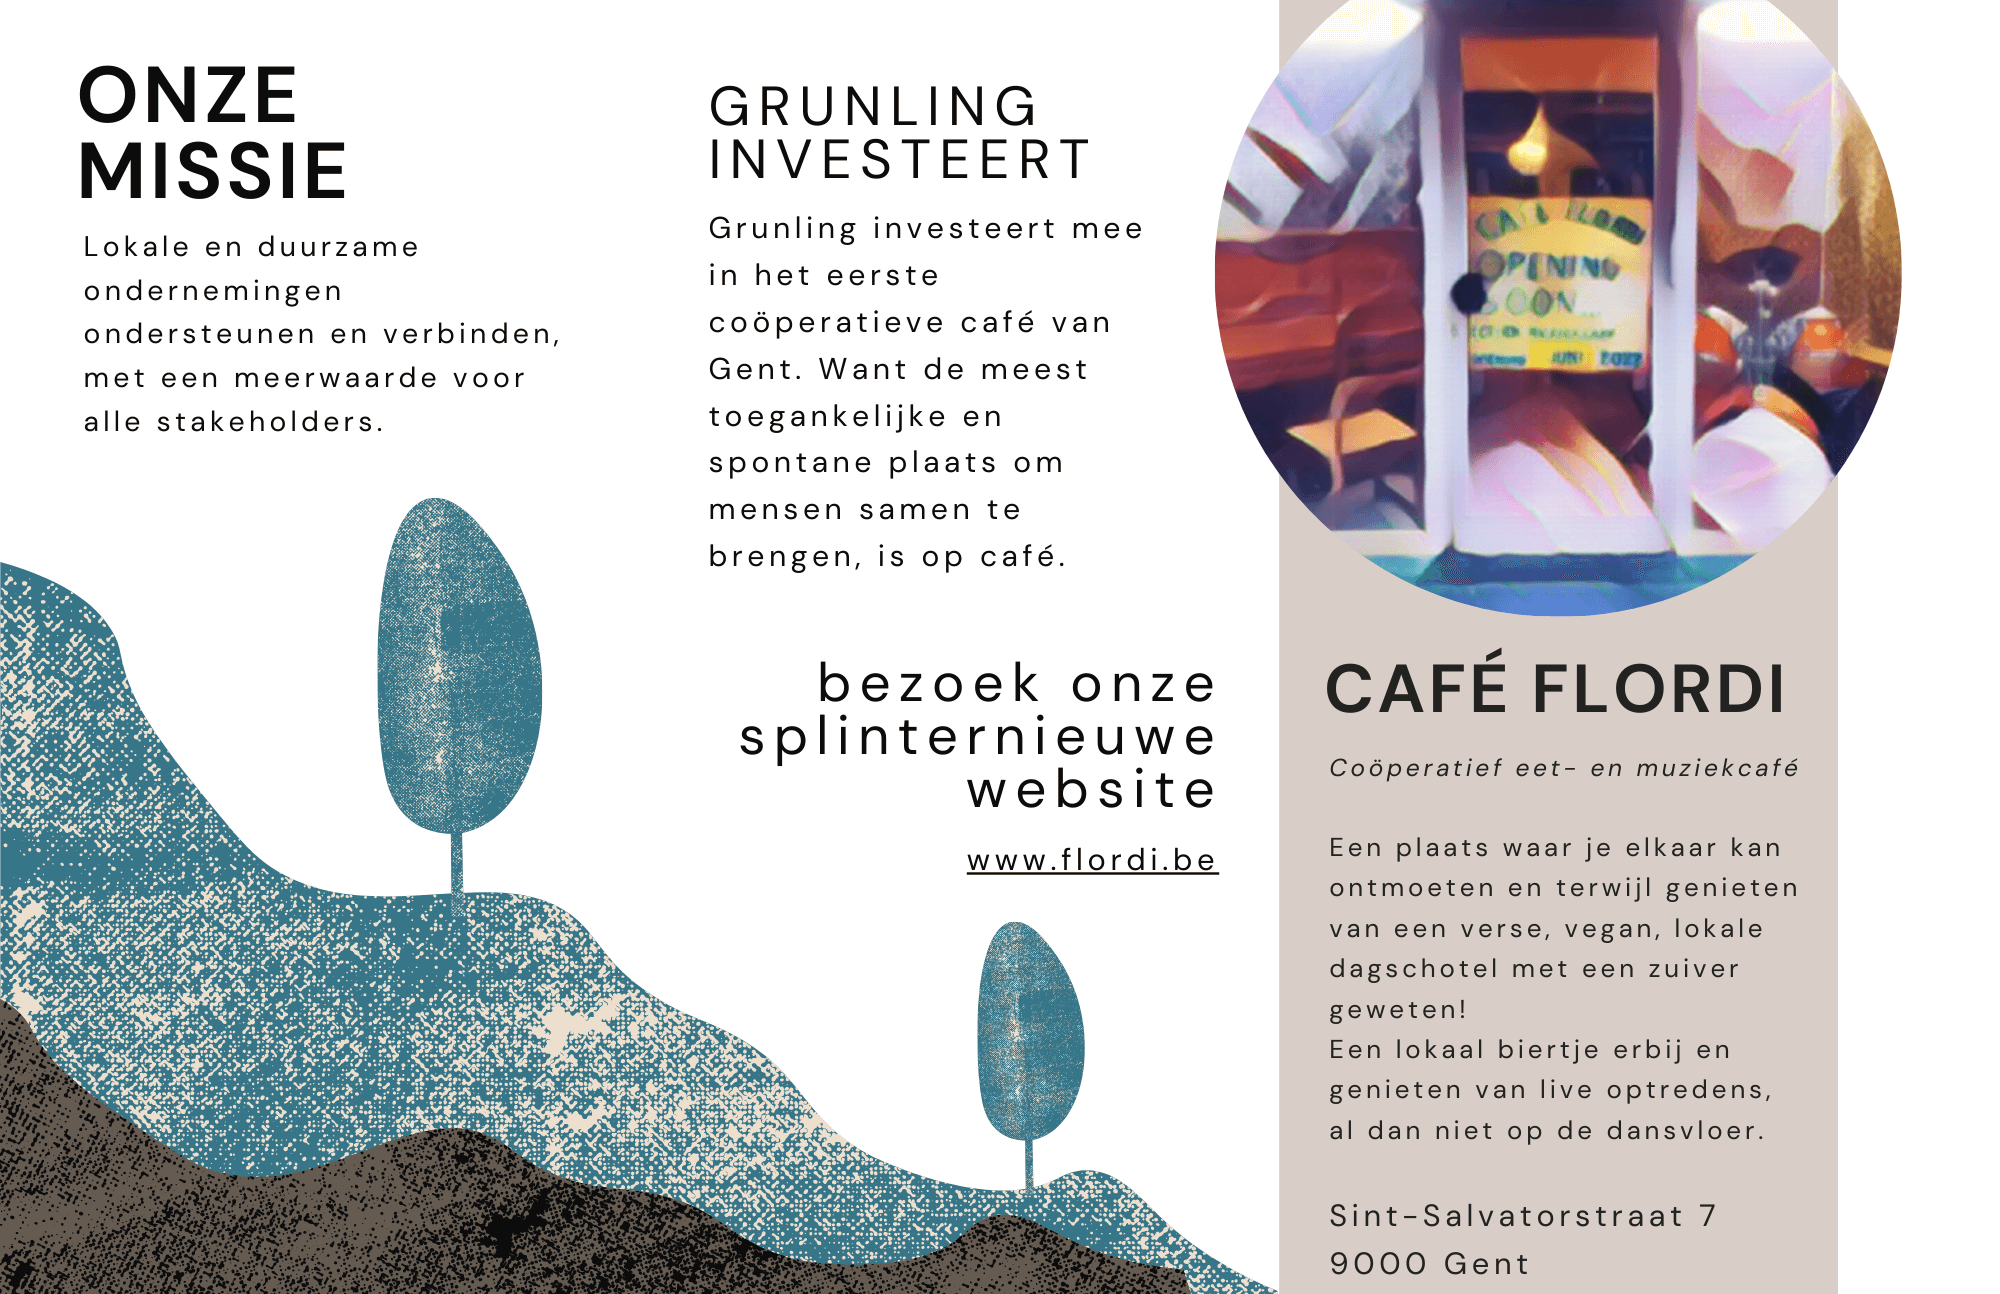 ONZE
MISSIE
Lokale en duurzame
ondernemingen
ondersteunen en verbinden,
met een meerwaarde voor
alle stakeholders.
GRUNLING
INVESTEERT
Grunling investeert mee
in het eerste
coöperatieve café van
Gent. Want de meest
toegankelijke en
spontane plaats om
mensen samen te
brengen, is op café.
bezoek onze
splinternieuwe
website
www.flordi.be
OPENING
SOON...
JUNI 2022
CAFÉ FLORDI
Coöperatief eet- en muziekcafé
Een plaats waar je elkaar kan
ontmoeten en terwijl genieten
van een verse, vegan, lokale
dagschotel met een zuiver
geweten!
Een lokaal biertje erbij en
genieten van live optredens,
al dan niet op de dansvloer.
Sint-Salvatorstraat 7
9000 Gent